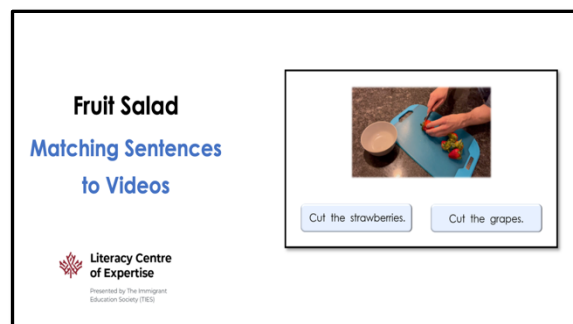 Fruit Salad
Matching Sentences
to Videos
Literacy Centre
of Expertise
Presented by The Immigrant
Education Society (TIES)
Cut the strawberries.
Cut the grapes.